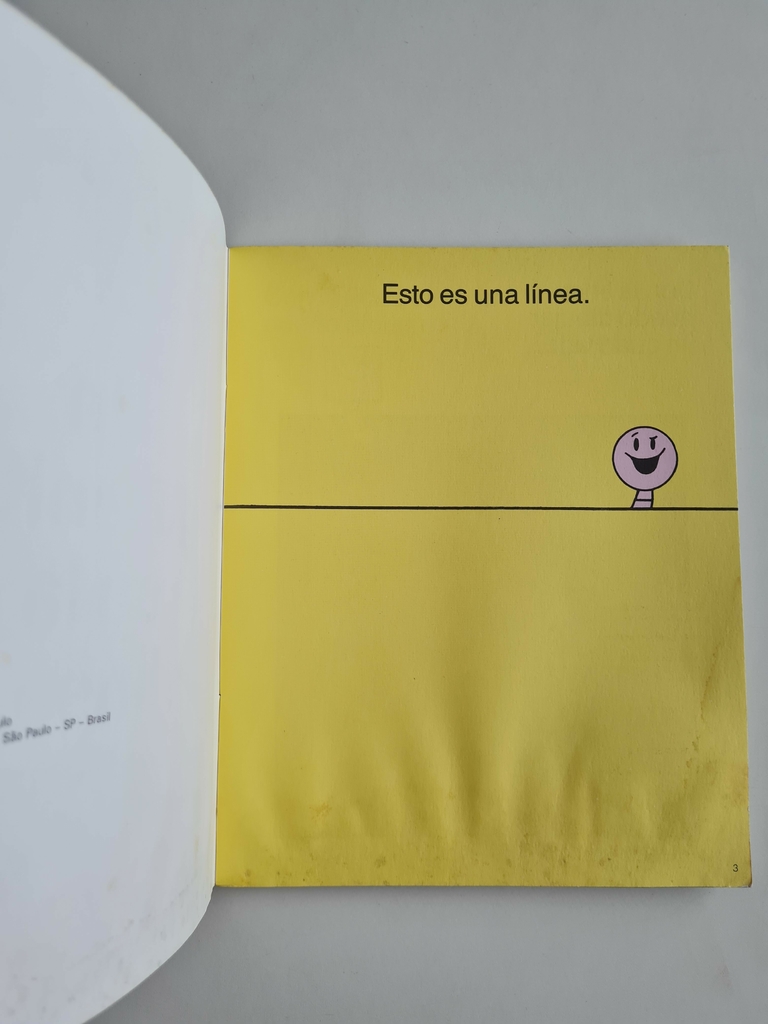 São Paulo – SP – Brasil
Esto es una línea.
3